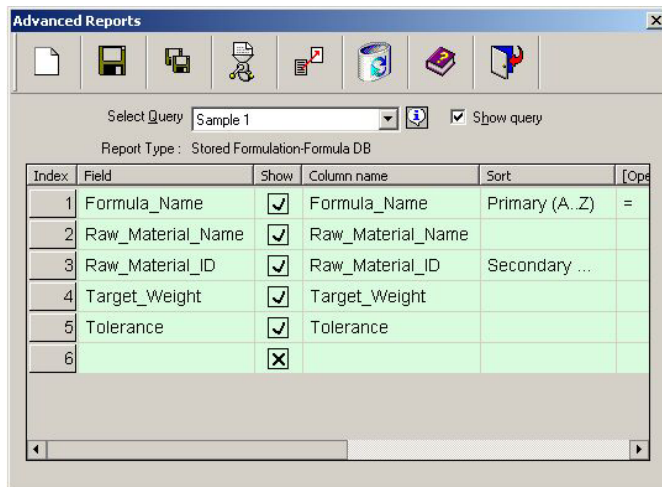 Advanced Reports
Select Query Sample 1 Show query
Report Type : Stored Formulation-Formula DB
Index Field Show Column name Sort [Ope
1 Formula_Name Formula_Name Primary (A..Z) =
2 Raw_Material_Name Raw_Material_Name
3 Raw_Material_ID Raw_Material_ID Secondary ...
4 Target_Weight Target_Weight
5 Tolerance Tolerance
6